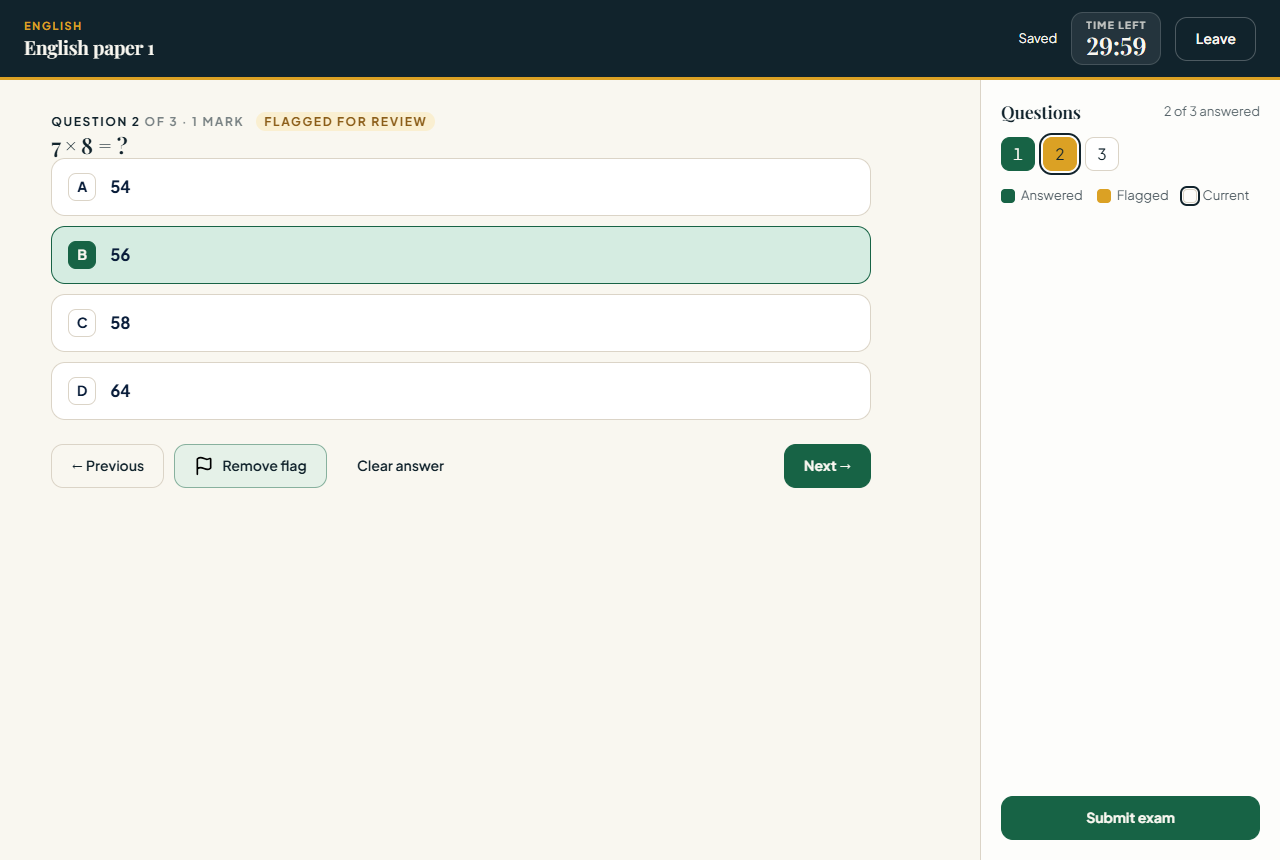 ENGLISH
English paper 1
Saved
TIME LEFT
29:59
Leave
QUESTION 2 OF 3 · 1 MARK FLAGGED FOR REVIEW
7 × 8 = ?
A 54
B 56
C 58
D 64
← Previous
Remove flag
Clear answer
Next →
Questions
2 of 3 answered
1 2 3
Answered Flagged Current
Submit exam